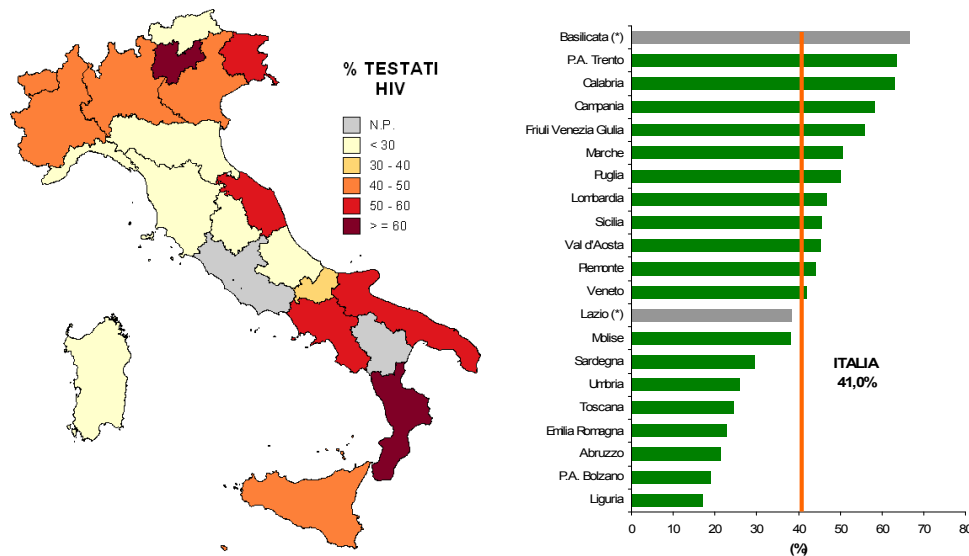 % TESTATI
HIV
N.P.
< 30
30 - 40
40 - 50
50 - 60
> = 60
Basilicata (*)
P.A. Trento
Calabria
Campania
Friuli Venezia Giulia
Marche
Puglia
Lombardia
Sicilia
Val d'Aosta
Piemonte
Veneto
Lazio (*)
Molise
Sardegna
Umbria
Toscana
Emilia Romagna
Abruzzo
P.A. Bolzano
Liguria
ITALIA
41,0%
0 10 20 30 40 50 60 70 80
(%)